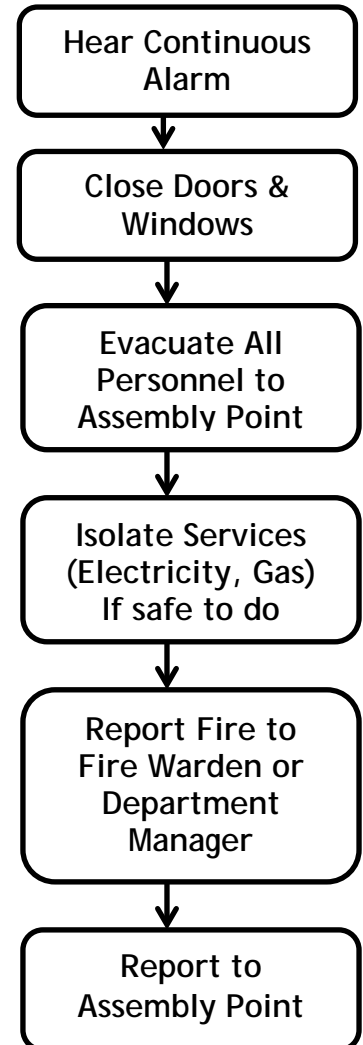 Hear Continuous
Alarm
Close Doors &
Windows
Evacuate All
Personnel to
Assembly Point
Isolate Services
(Electricity, Gas)
If safe to do
Report Fire to
Fire Warden or
Department
Manager
Report to
Assembly Point